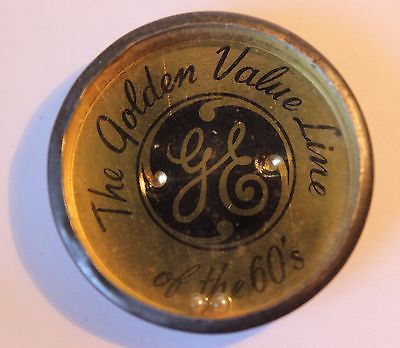 The Golden Value Line
GE
of the 60's